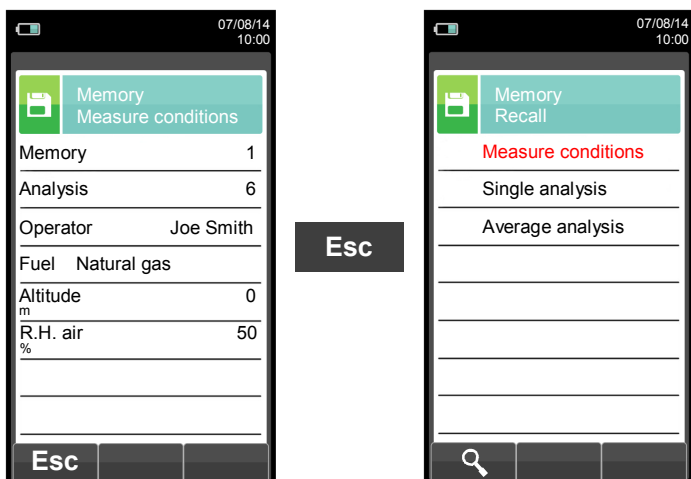 07/08/14
10:00
Memory
Measure conditions
Memory 1
Analysis 6
Operator Joe Smith
Fuel Natural gas
Altitude 0
m
R.H. air 50
%
Esc
Esc
07/08/14
10:00
Memory
Recall
Measure conditions
Single analysis
Average analysis